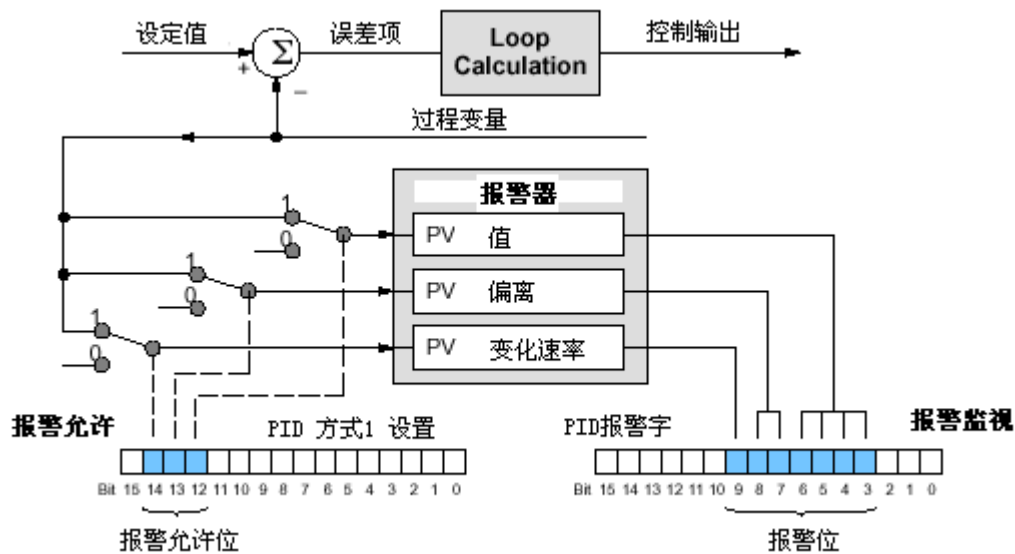 设定值
误差项
Loop
Calculation
控制输出
Σ
+
−
过程变量
报警器
1
0
PV 值
1
0
PV 偏离
1
0
PV 变化速率
报警允许
PID 方式1 设置
PID报警字
报警监视
Bit 15 14 13 12 11 10 9 8 7 6 5 4 3 2 1 0
Bit 15 14 13 12 11 10 9 8 7 6 5 4 3 2 1 0
报警允许位
报警位